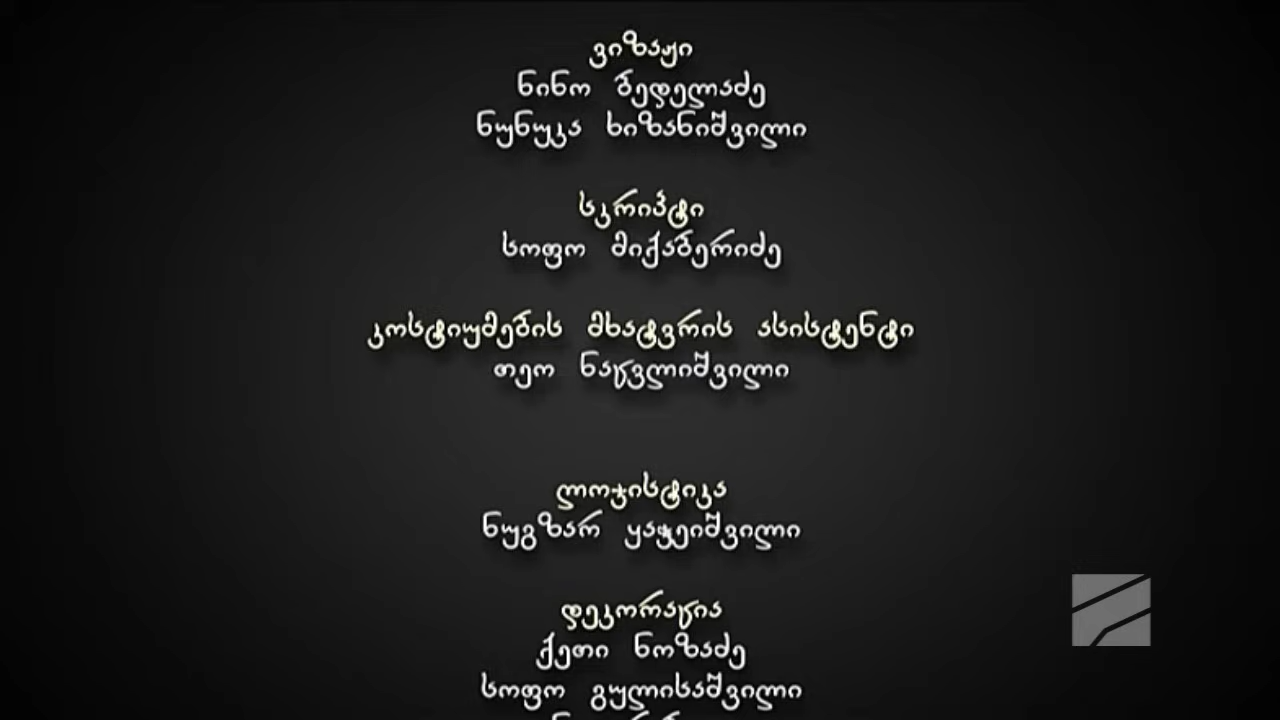 ვიზაჟი
ნინო ბედელაძე
ნუნუკა ხიზანიშვილი
სკრიპტი
სოფო მიქაბერიძე
კოსტიუმების მხატვრის ასისტენტი
თეო ნაცვლიშვილი
ლოჯისტიკა
ნუგზარ ყაჭეიშვილი
დეკორაცია
ქეთი ნოზაძე
სოფო გულისაშვილი